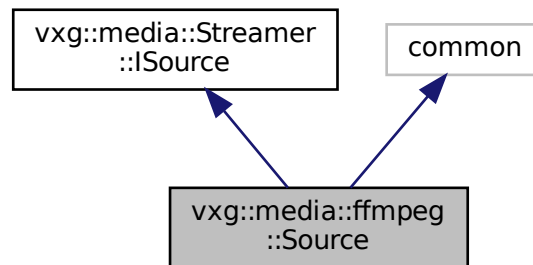 vxg::media::Streamer
::ISource
common
vxg::media::ffmpeg
::Source